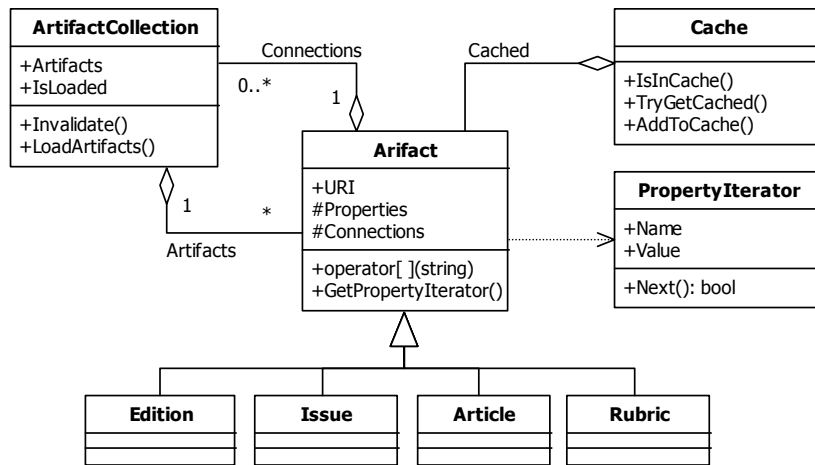 ArtifactCollection
+Artifacts
+IsLoaded
+Invalidate()
+LoadArtifacts()
Connections
0..*
1
Cached
Cache
+IsInCache()
+TryGetCached()
+AddToCache()
1
*
Artifacts
Arifact
+URI
#Properties
#Connections
+operator[ ](string)
+GetPropertyIterator()
PropertyIterator
+Name
+Value
+Next(): bool
Edition
Issue
Article
Rubric